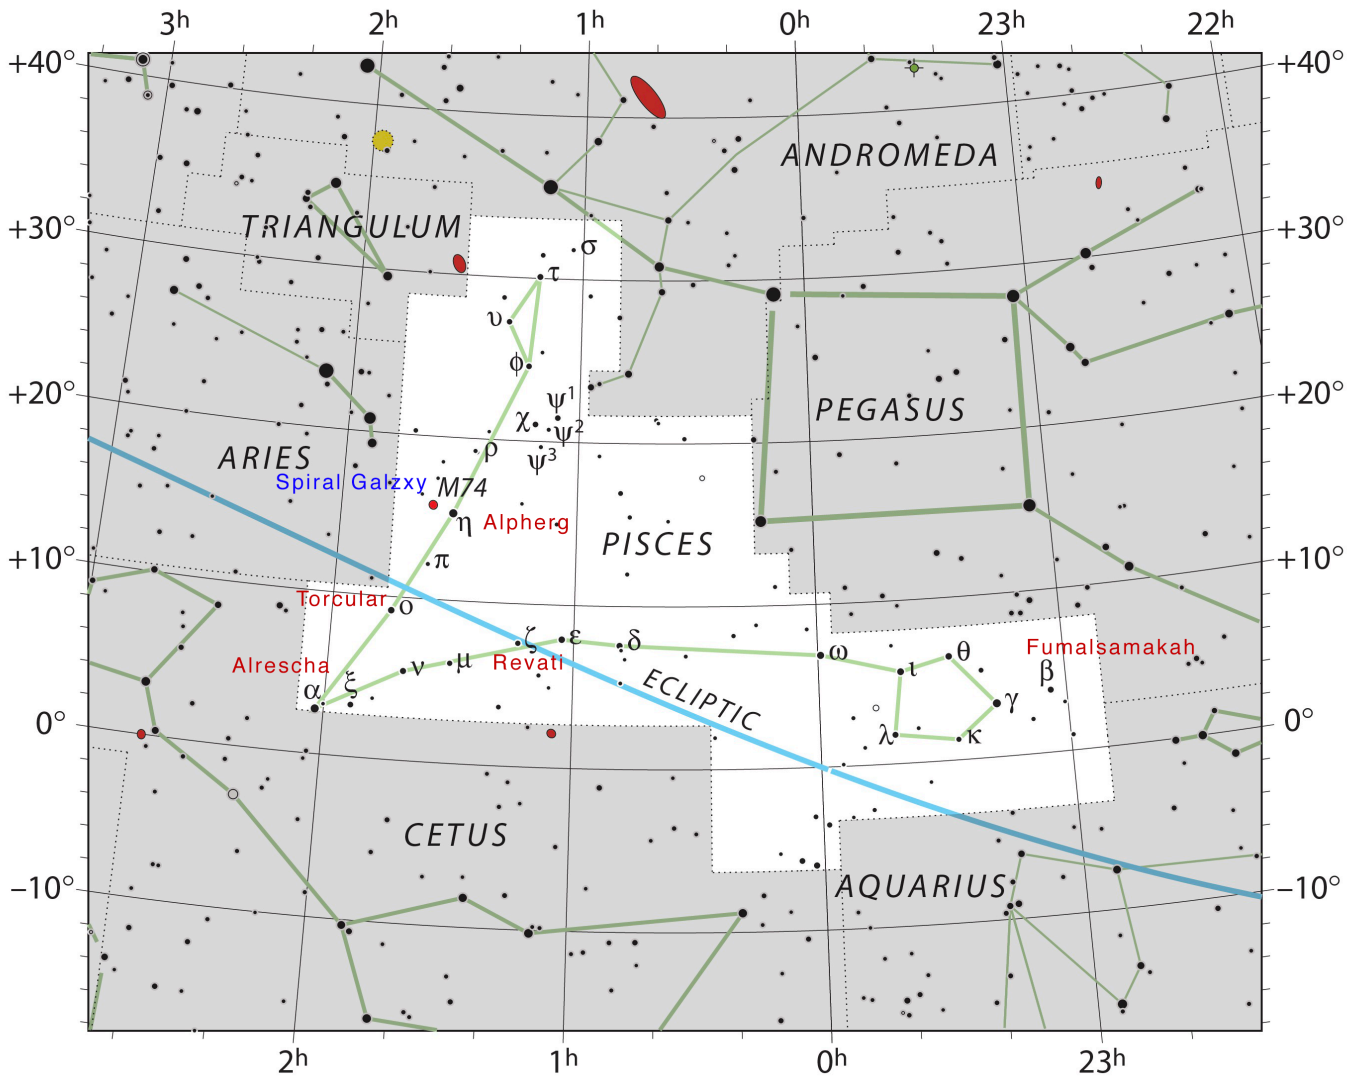 3h 2h 1h 0h 23h 22h
+40° +40°
ANDROMEDA
TRIANGULUM
+30° +30°
σ
τ
υ
ϕ
+20° +20°
ψ1
χ ψ2
PEGASUS
ρ
ψ3
ARIES
Spiral Galzxy M74
η Alpherg
PISCES
+10° π +10°
Torcular ο
ζ ε δ
Alrescha ν μ Revati ω ι θ Fumalsamakah
α ξ ECLIPTIC β
γ
0° λ κ 0°
CETUS
−10° AQUARIUS −10°
2h 1h 0h 23h